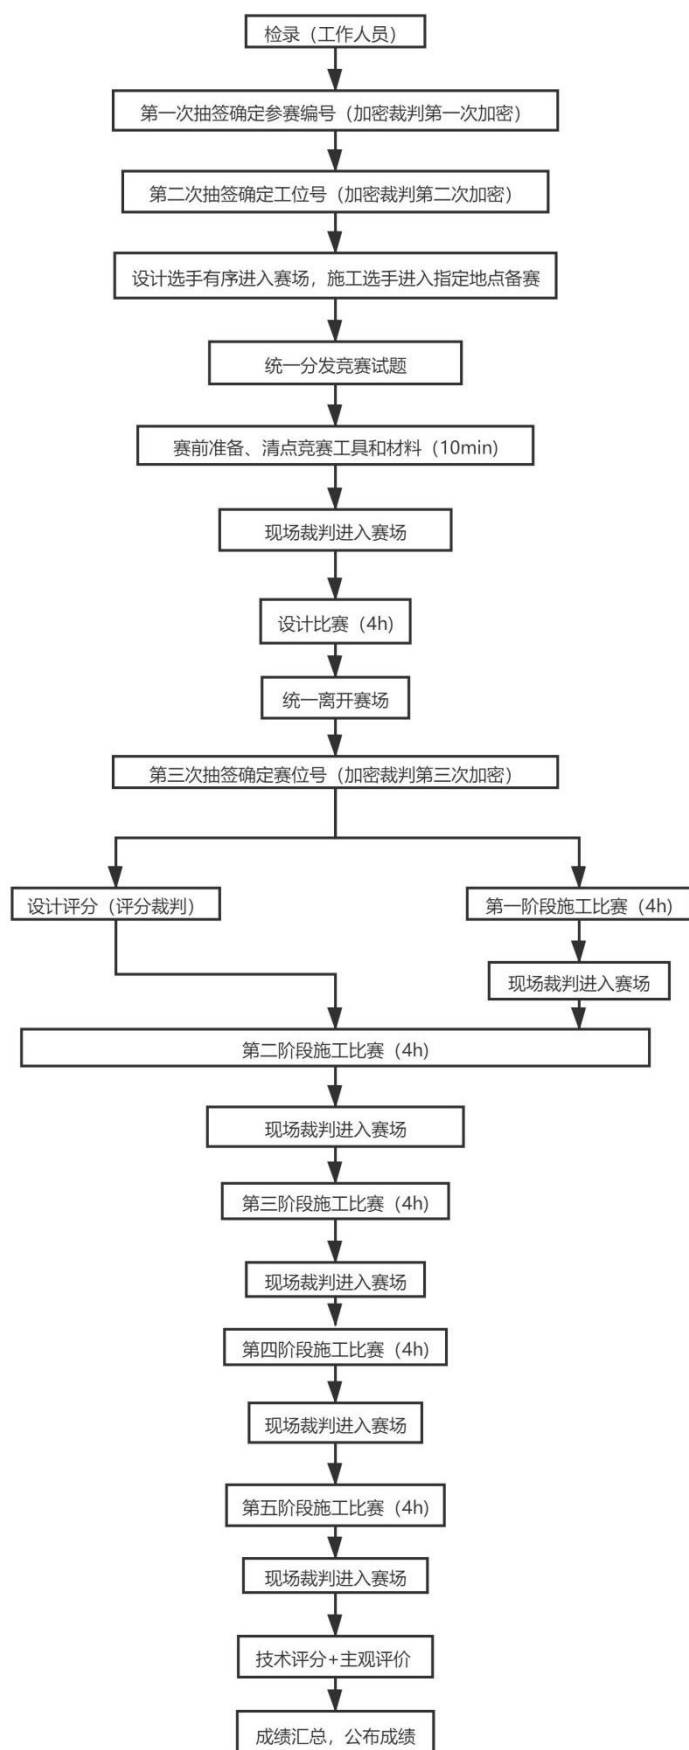 检录（工作人员）
第一次抽签确定参赛编号（加密裁判第一次加密）
第二次抽签确定工位号（加密裁判第二次加密）
设计选手有序进入赛场，施工选手进入指定地点备赛
统一分发竞赛试题
赛前准备、清点竞赛工具和材料（10min）
现场裁判进入赛场
设计比赛（4h）
统一离开赛场
第三次抽签确定赛位号（加密裁判第三次加密）
设计评分（评分裁判）
第一阶段施工比赛（4h）
现场裁判进入赛场
第二阶段施工比赛（4h）
现场裁判进入赛场
第三阶段施工比赛（4h）
现场裁判进入赛场
第四阶段施工比赛（4h）
现场裁判进入赛场
第五阶段施工比赛（4h）
现场裁判进入赛场
技术评分+主观评价
成绩汇总，公布成绩